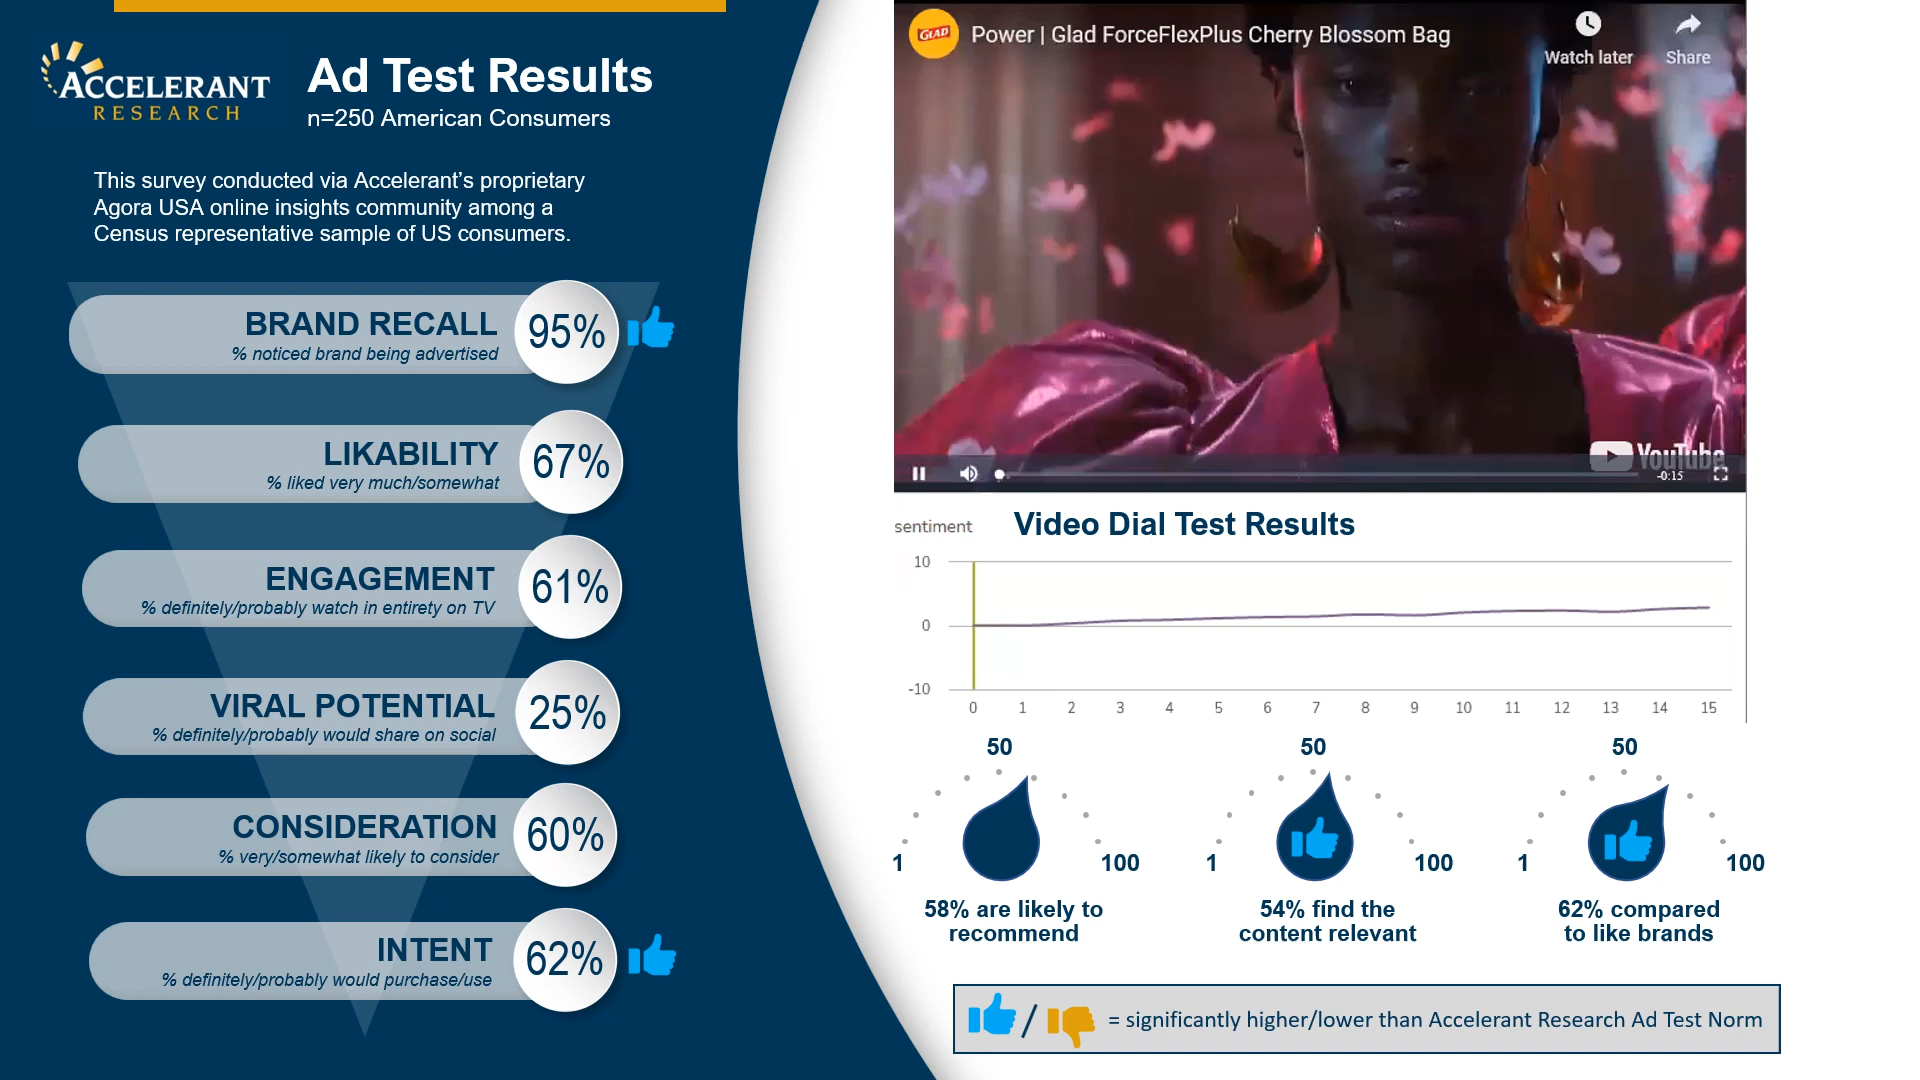 ACCELERANT
RESEARCH
Ad Test Results
n=250 American Consumers
This survey conducted via Accelerant’s proprietary
Agora USA online insights community among a
Census representative sample of US consumers.
BRAND RECALL
% noticed brand being advertised
95%
LIKABILITY
% liked very much/somewhat
67%
ENGAGEMENT
% definitely/probably watch in entirety on TV
61%
VIRAL POTENTIAL
% definitely/probably would share on social
25%
CONSIDERATION
% very/somewhat likely to consider
60%
INTENT
% definitely/probably would purchase/use
62%
GLAD
Power | Glad ForceFlexPlus Cherry Blossom Bag
Watch later
Share
YouTube
-0:15
sentiment
Video Dial Test Results
10
0
-10
0 1 2 3 4 5 6 7 8 9 10 11 12 13 14 15
50
1
100
58% are likely to
recommend
50
1
100
54% find the
content relevant
50
1
100
62% compared
to like brands
/ = significantly higher/lower than Accelerant Research Ad Test Norm